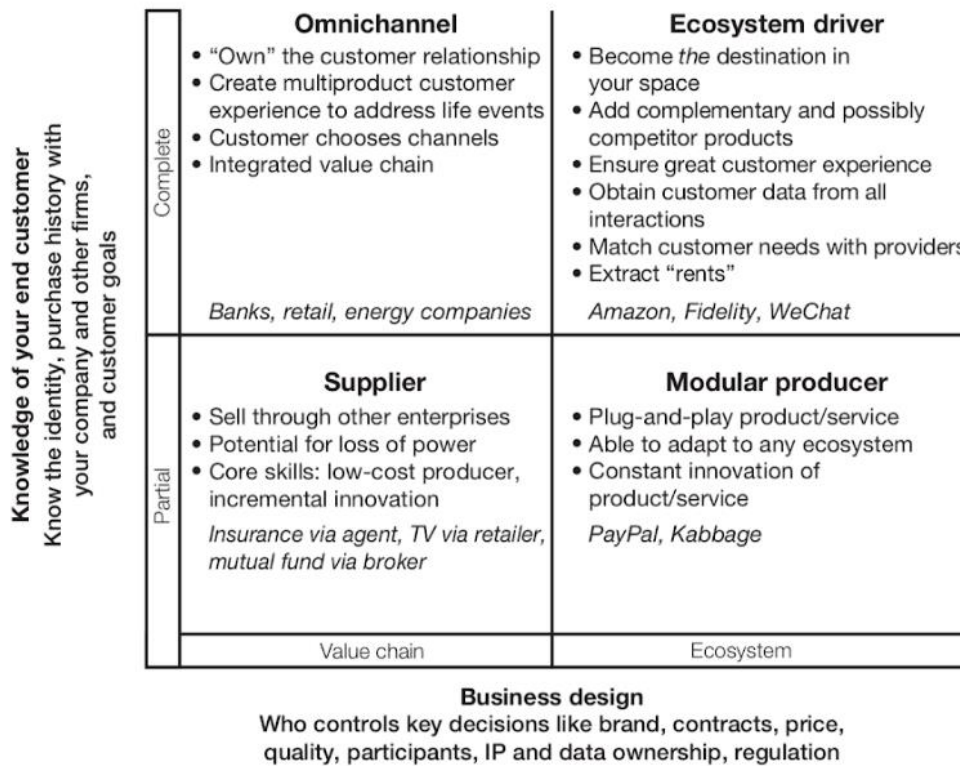 Knowledge of your end customer
Know the identity, purchase history with
your company and other firms,
and customer goals
Complete
Omnichannel
• “Own” the customer relationship
• Create multiproduct customer
experience to address life events
• Customer chooses channels
• Integrated value chain
Banks, retail, energy companies
Ecosystem driver
• Become the destination in
your space
• Add complementary and possibly
competitor products
• Ensure great customer experience
• Obtain customer data from all
interactions
• Match customer needs with providers
• Extract “rents”
Amazon, Fidelity, WeChat
Partial
Supplier
• Sell through other enterprises
• Potential for loss of power
• Core skills: low-cost producer,
incremental innovation
Insurance via agent, TV via retailer,
mutual fund via broker
Modular producer
• Plug-and-play product/service
• Able to adapt to any ecosystem
• Constant innovation of
product/service
PayPal, Kabbage
Value chain
Ecosystem
Business design
Who controls key decisions like brand, contracts, price,
quality, participants, IP and data ownership, regulation